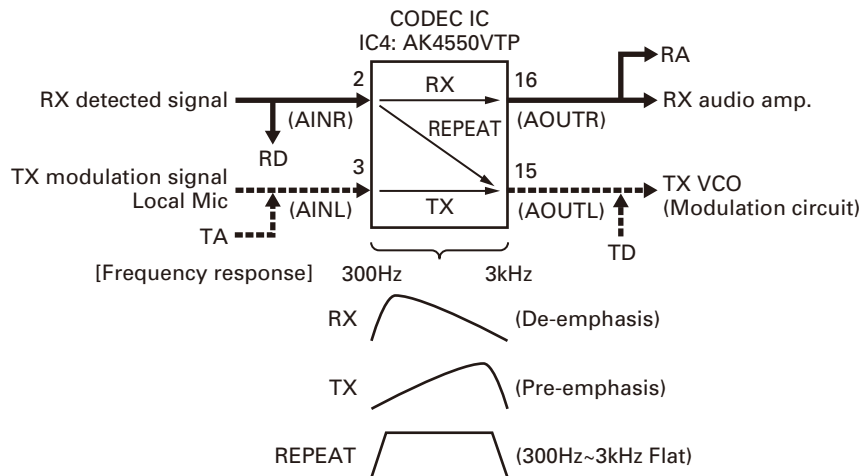 CODEC IC
IC4: AK4550VTP
2
RX
16
RA
RX detected signal
(AINR)
REPEAT
(AOUTR)
RX audio amp.
RD
TX modulation signal
Local Mic
3
(AINL)
TX
15
(AOUTL)
TX VCO
(Modulation circuit)
TA
TD
[Frequency response]
300Hz
3kHz
RX
(De-emphasis)
TX
(Pre-emphasis)
REPEAT
(300Hz~3kHz Flat)